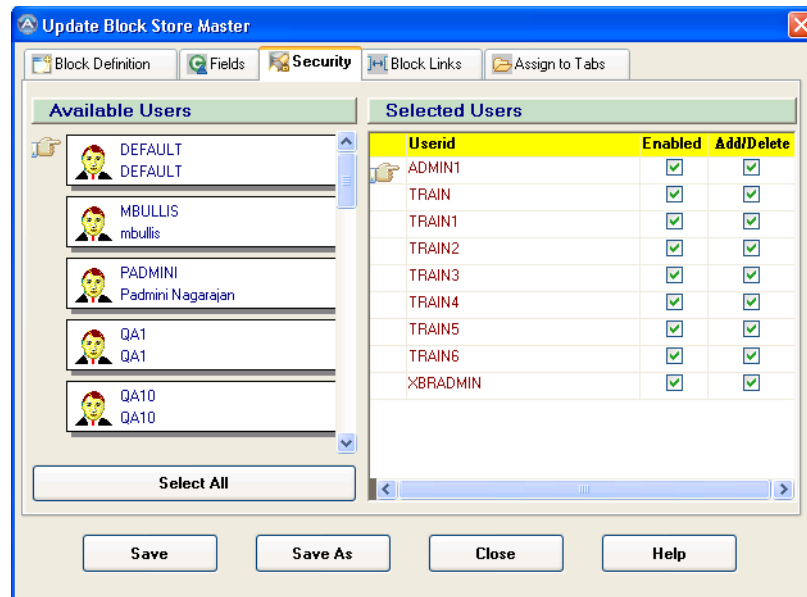 Update Block Store Master
Block Definition Fields Security Block Links Assign to Tabs
Available Users
DEFAULT
DEFAULT
MBULLIS
mbullis
PADMINI
Padmini Nagarajan
QA1
QA1
QA10
QA10
Select All
Selected Users
Userid Enabled Add/Delete
ADMIN1
TRAIN
TRAIN1
TRAIN2
TRAIN3
TRAIN4
TRAIN5
TRAIN6
XBRADMIN
Save Save As Close Help